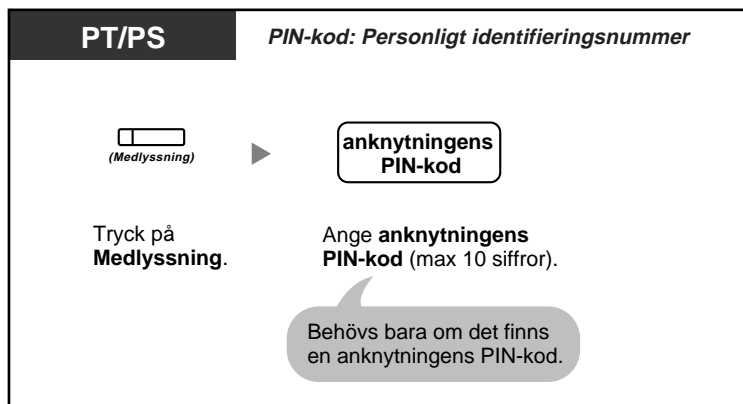 PT/PS
PIN-kod: Personligt identifieringsnummer
(Medlyssning)
anknytningens
PIN-kod
Tryck på
Medlyssning.
Ange anknytningens
PIN-kod (max 10 siffror).
Behövs bara om det finns
en anknytningens PIN-kod.